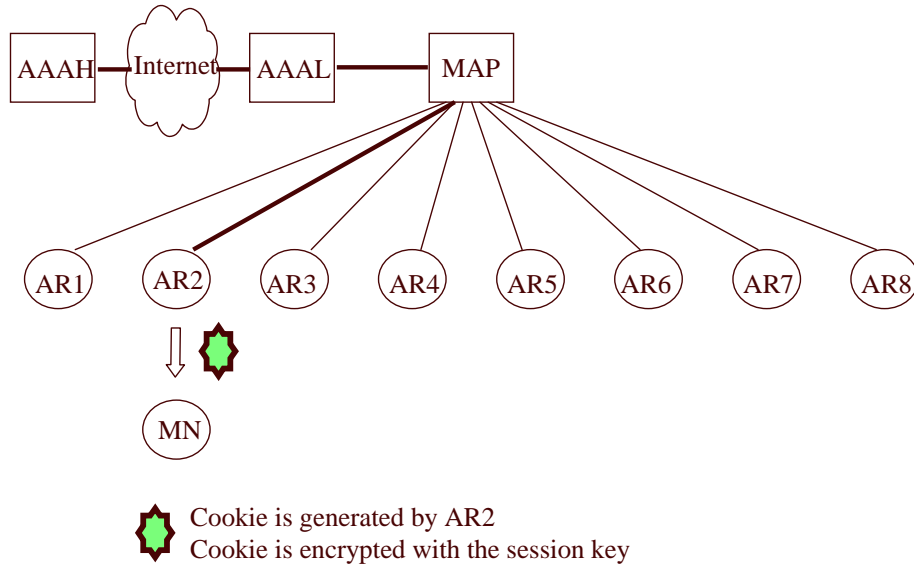 AAAH
Internet
AAAL
MAP
AR1
AR2
AR3
AR4
AR5
AR6
AR7
AR8
MN
Cookie is generated by AR2
Cookie is encrypted with the session key